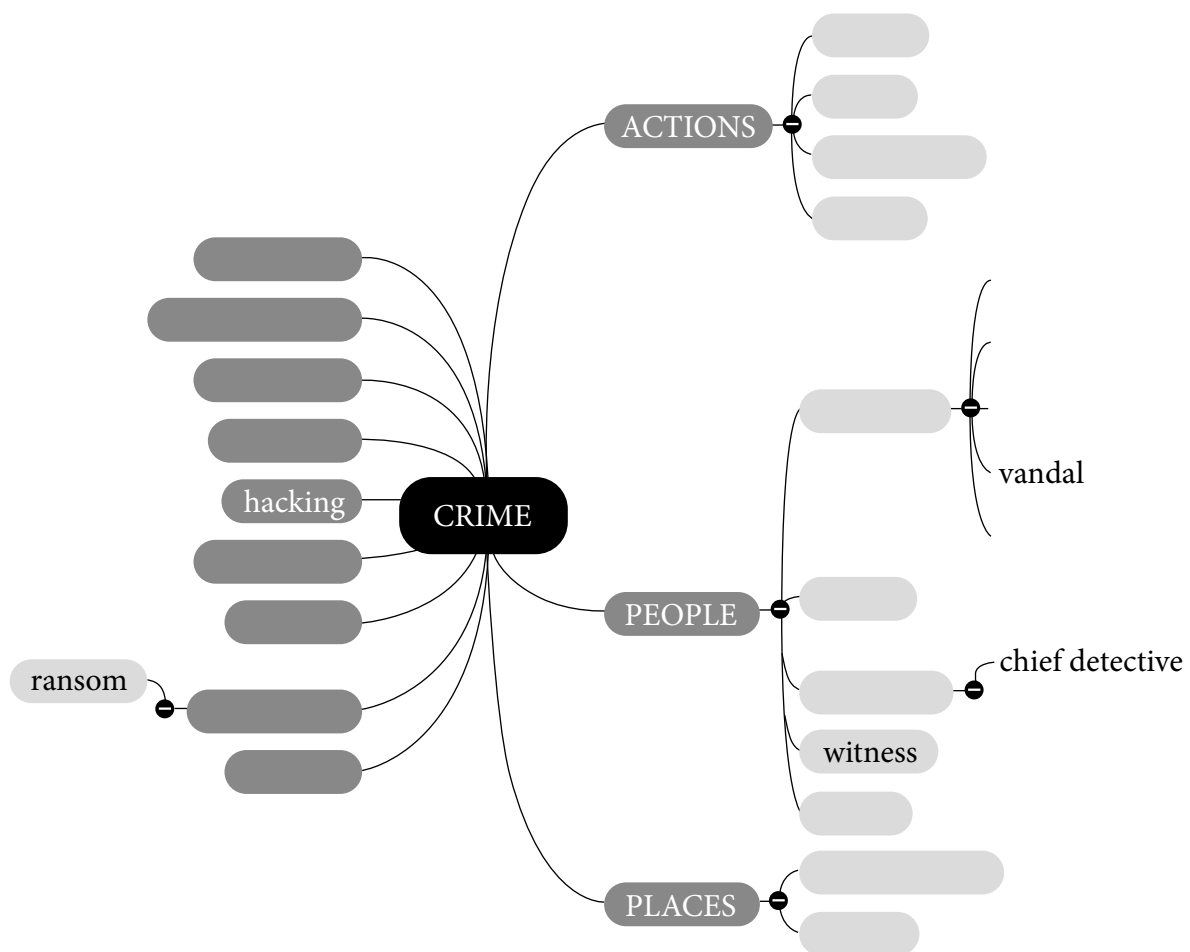 ACTIONS
hacking
CRIME
vandal
PEOPLE
chief detective
ransom
witness
PLACES